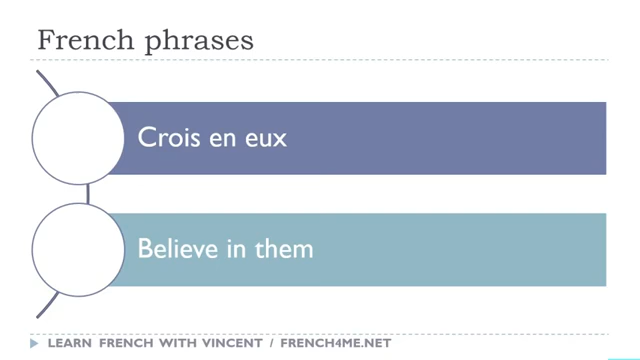 French phrases
Crois en eux
Believe in them
LEARN FRENCH WITH VINCENT / FRENCH4ME.NET